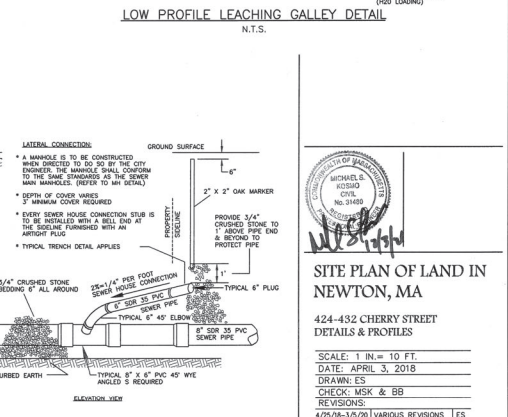 (H20 LOADING)
LOW PROFILE LEACHING GALLEY DETAIL
N.T.S.
LATERAL CONNECTION:
* A MANHOLE IS TO BE CONSTRUCTED
WHEN DIRECTED TO DO SO BY THE CITY
ENGINEER. THE MANHOLE SHALL CONFORM
TO THE SAME STANDARDS AS THE SEWER
MAIN MANHOLES. (REFER TO MH DETAIL)
* DEPTH OF COVER VARIES
3' MINIMUM COVER REQUIRED
* EVERY SEWER HOUSE CONNECTION STUB IS
TO BE INSTALLED WITH A BELL END AT
THE SIDELINE FURNISHED WITH AN
AIRTIGHT PLUG
* TYPICAL TRENCH DETAIL APPLIES
GROUND SURFACE
6"
2" X 2" OAK MARKER
PROPERTY
SIDELINE
PROVIDE 3/4"
CRUSHED STONE TO
1' ABOVE PIPE END
& BEYOND TO
PROTECT PIPE
1'
3/4" CRUSHED STONE
BEDDING 6" ALL AROUND
2%=1/4" PER FOOT
SEWER HOUSE CONNECTION
6" SDR 35 PVC
SEWER PIPE
TYPICAL 6" PLUG
TYPICAL 6" 45° ELBOW
8" SDR 35 PVC
SEWER PIPE
URBED EARTH
TYPICAL 8" X 6" PVC 45° WYE
ANGLED S REQUIRED
ELEVATION VIEW
COMMONWEALTH OF MASSACHUSETTS
MICHAEL S.
KOSMO
CIVIL
No. 31480
REGISTERED
PROFESSIONAL ENGINEER
SITE PLAN OF LAND IN
NEWTON, MA
424-432 CHERRY STREET
DETAILS & PROFILES
SCALE: 1 IN.= 10 FT.
DATE: APRIL 3, 2018
DRAWN: ES
CHECK: MSK & BB
REVISIONS:
4/25/18-3/5/20 VARIOUS REVISIONS ES